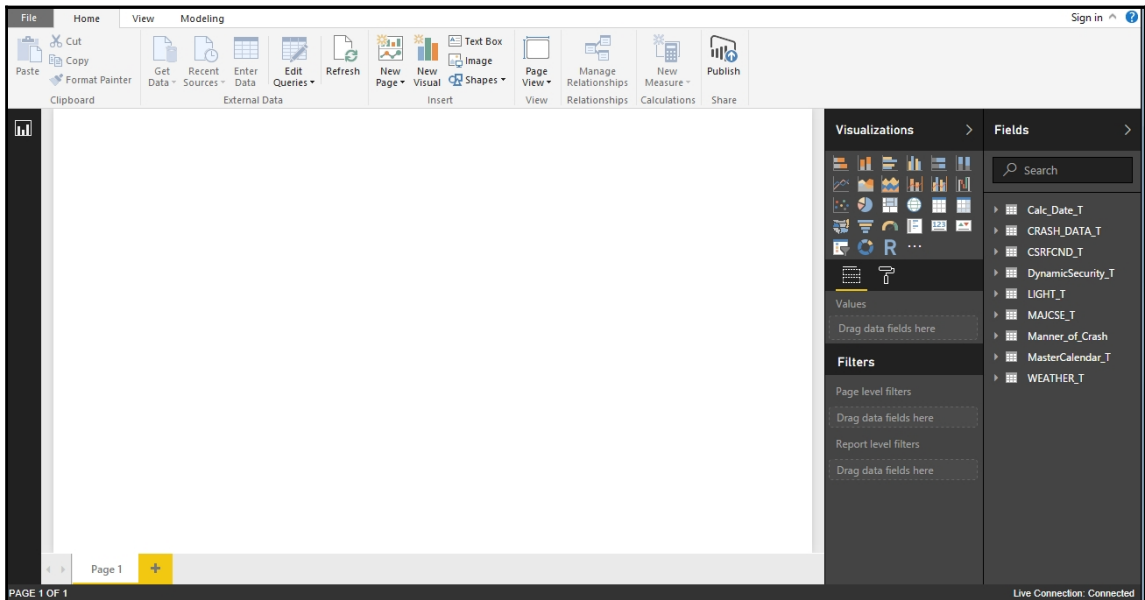 File Home View Modeling Sign in
Cut
Copy
Format Painter
Paste
Clipboard
Get Data
Recent Sources
Enter Data
Edit Queries
Refresh
External Data
New Page
New Visual
Text Box
Image
Shapes
Insert
Page View
View
Manage Relationships
Relationships
New Measure
Calculations
Publish
Share
Visualizations
R
123
Values
Drag data fields here
Filters
Page level filters
Drag data fields here
Report level filters
Drag data fields here
Fields
Search
Calc_Date_T
CRASH_DATA_T
CSRFCND_T
DynamicSecurity_T
LIGHT_T
MAJCSE_T
Manner_of_Crash
MasterCalendar_T
WEATHER_T
Page 1
PAGE 1 OF 1 Live Connection: Connected